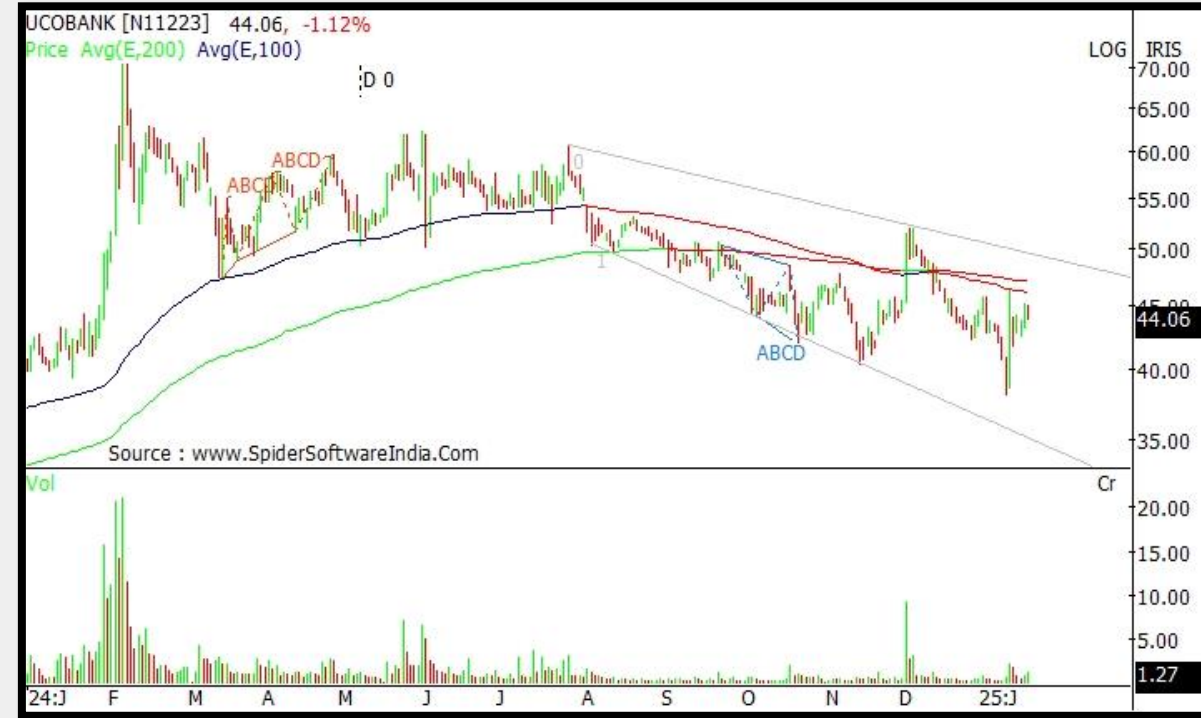 UCOBANK [N11223] 44.06, -1.12%
Price Avg(E,200) Avg(E,100)
LOG IRIS
D 0
70.00
65.00
60.00
55.00
50.00
45.00
44.06
40.00
35.00
ABCD
ABCD
0
1
ABCD
Source : www.SpiderSoftwareIndia.Com
Vol
Cr
20.00
15.00
10.00
5.00
1.27
'24:J F M A M J J A S O N D 25:J